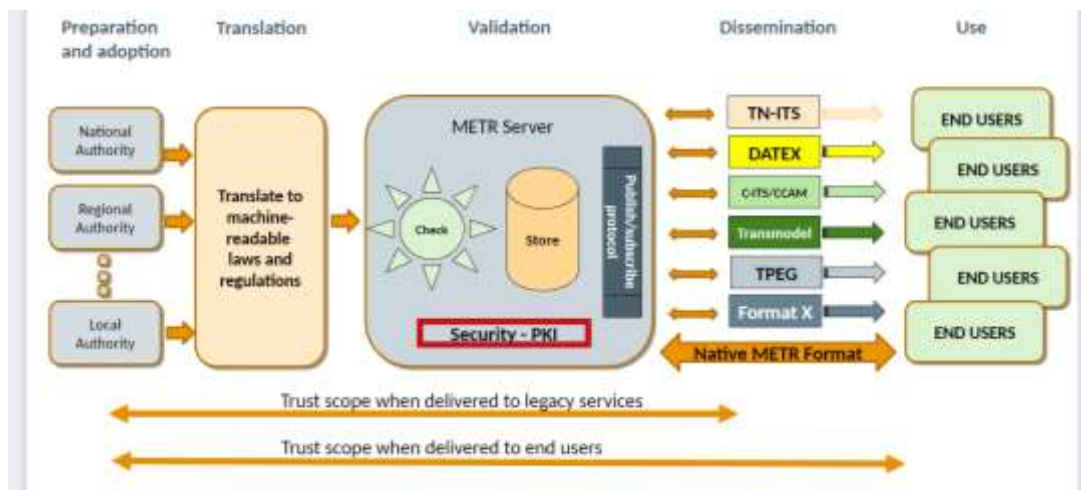 Preparation
and adoption
Translation
Validation
Dissemination
Use
National
Authority
Regional
Authority
Local
Authority
Translate to
machine-
readable
laws and
regulations
METR Server
Check
Store
Publish/subscribe
protocol
Security - PKI
TN-ITS
DATEX
C-ITS/CCAM
Transmodel
TPEG
Format X
Native METR Format
END USERS
END USERS
END USERS
END USERS
END USERS
Trust scope when delivered to legacy services
Trust scope when delivered to end users